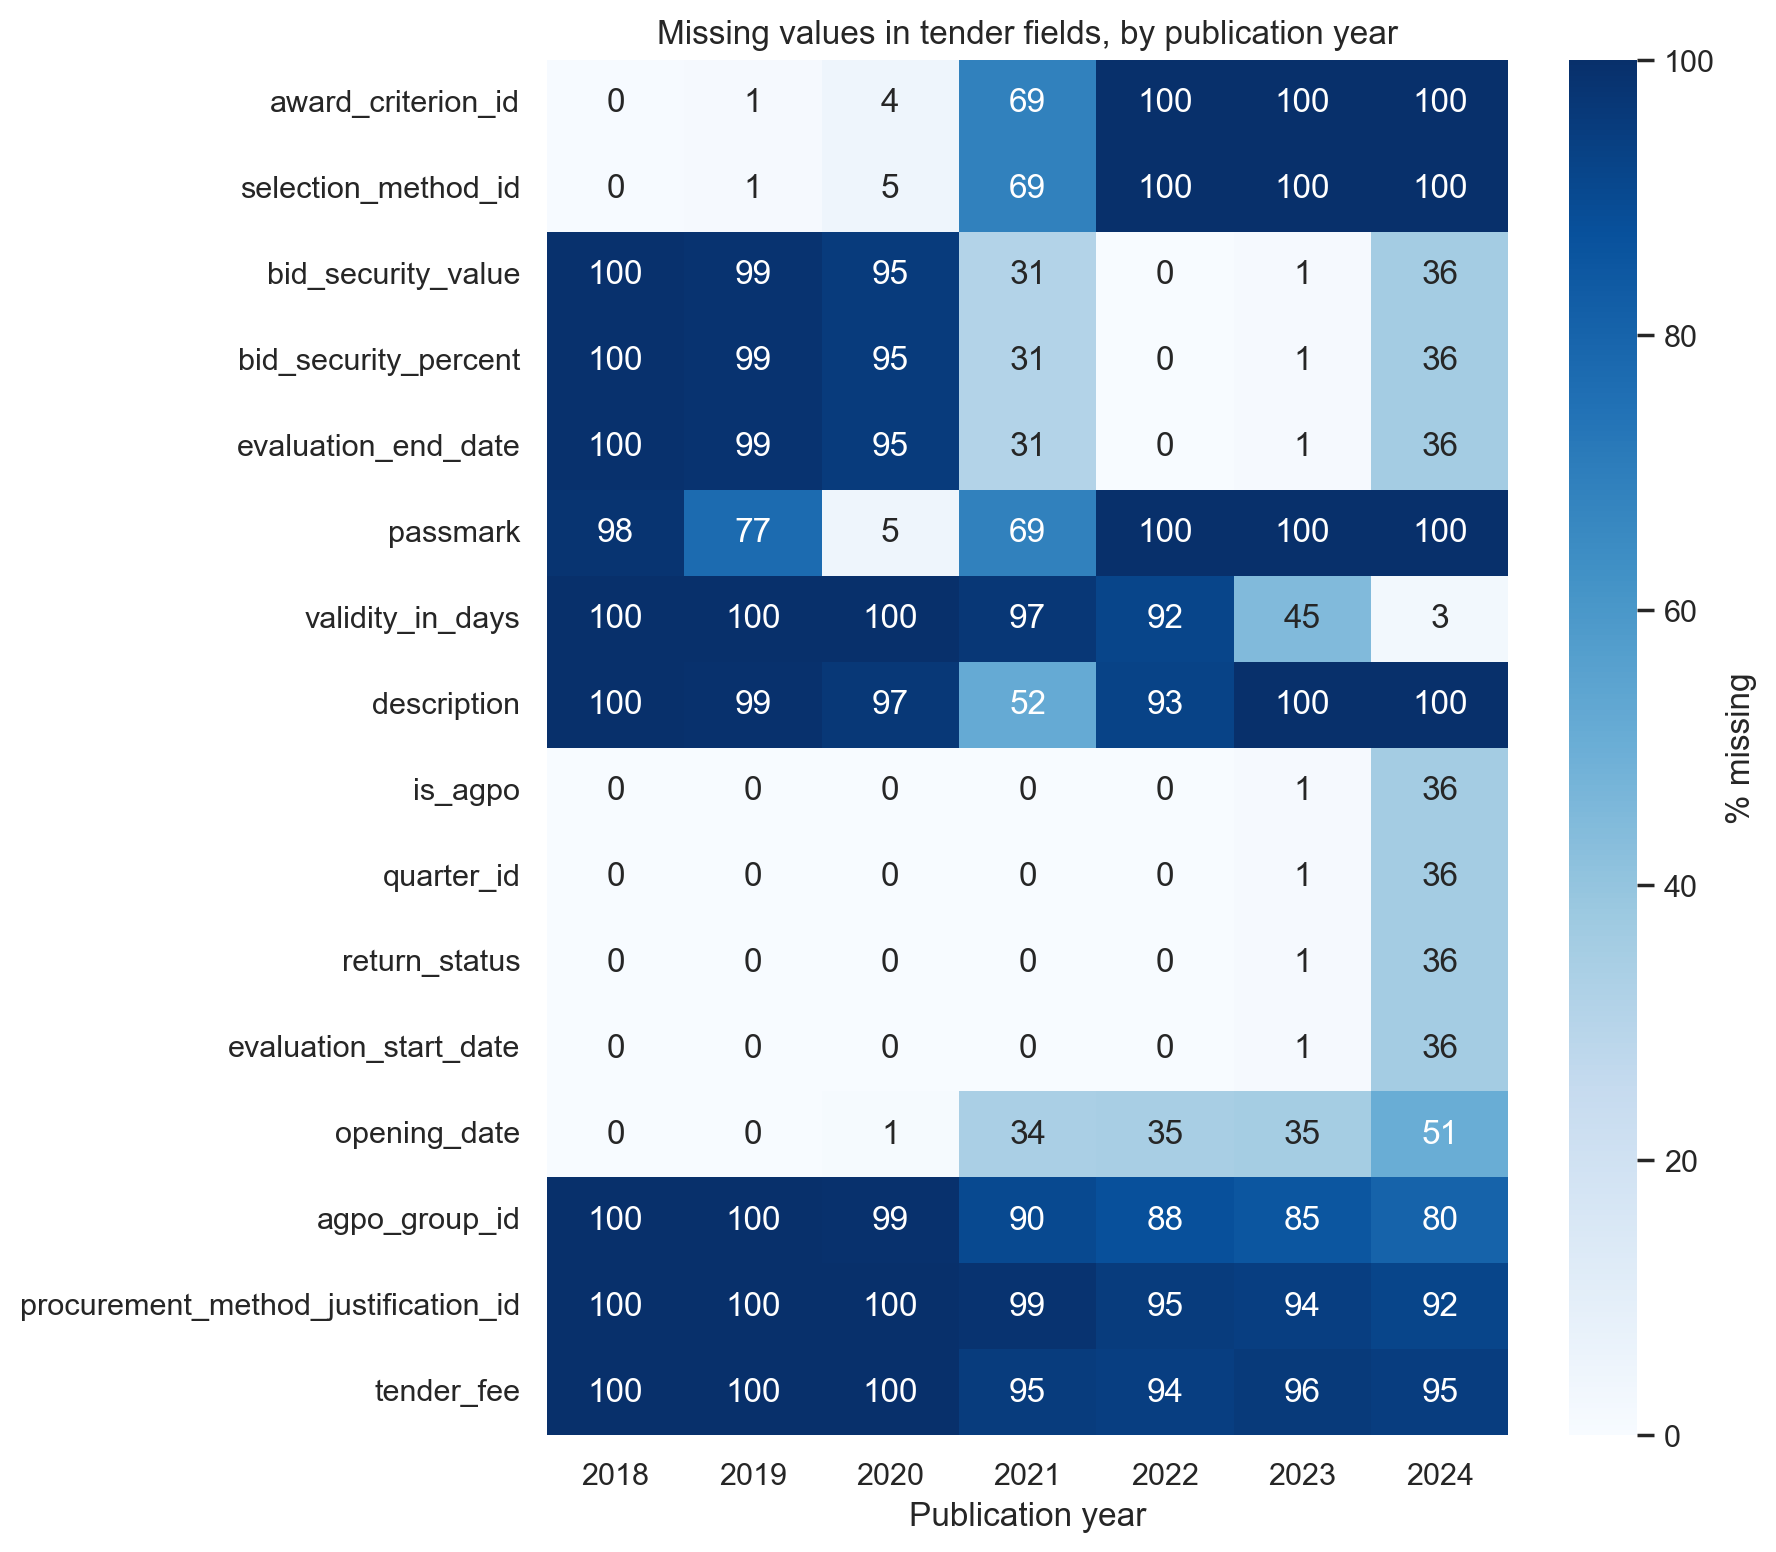 Missing values in tender fields, by publication year
award_criterion_id 0 1 4 69 100 100 100
selection_method_id 0 1 5 69 100 100 100
bid_security_value 100 99 95 31 0 1 36
bid_security_percent 100 99 95 31 0 1 36
evaluation_end_date 100 99 95 31 0 1 36
passmark 98 77 5 69 100 100 100
validity_in_days 100 100 100 97 92 45 3
description 100 99 97 52 93 100 100
is_agpo 0 0 0 0 0 1 36
quarter_id 0 0 0 0 0 1 36
return_status 0 0 0 0 0 1 36
evaluation_start_date 0 0 0 0 0 1 36
opening_date 0 0 1 34 35 35 51
agpo_group_id 100 100 99 90 88 85 80
procurement_method_justification_id 100 100 100 99 95 94 92
tender_fee 100 100 100 95 94 96 95
2018 2019 2020 2021 2022 2023 2024
Publication year
100
80
60
40
20
0
% missing